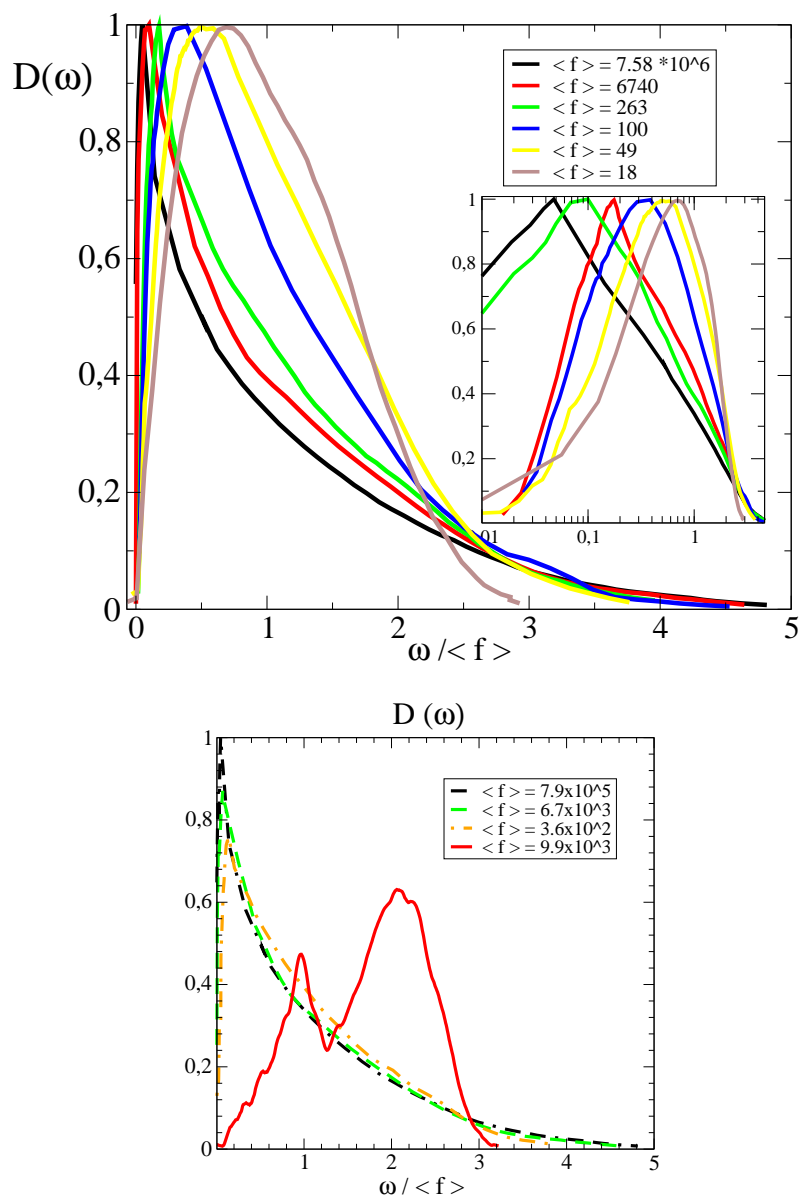 D(ω)
1
0,8
0,6
0,4
0,2
0
< f > = 7.58 *10^6
< f > = 6740
< f > = 263
< f > = 100
< f > = 49
< f > = 18
1
0,8
0,6
0,4
0,2
01
0,1
1
0
1
2
3
4
5
ω /< f >
D (ω)
1
0,8
0,6
0,4
0,2
0
< f > = 7.9x10^5
< f > = 6.7x10^3
< f > = 3.6x10^2
< f > = 9.9x10^3
1
2
3
4
5
ω / < f >